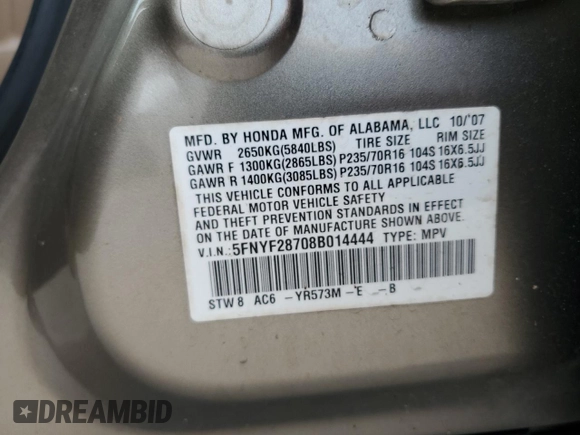 MFD. BY HONDA MFG. OF ALABAMA, LLC 10/'07
GVWR 2650KG(5840LBS) TIRE SIZE RIM SIZE
GAWR F 1300KG(2865LBS) P235/70R16 104S 16X6.5JJ
GAWR R 1400KG(3085LBS) P235/70R16 104S 16X6.5JJ
THIS VEHICLE CONFORMS TO ALL APPLICABLE
FEDERAL MOTOR VEHICLE SAFETY
AND THEFT PREVENTION STANDARDS IN EFFECT
ON THE DATE OF MANUFACTURE SHOWN ABOVE.
V.I.N.: 5FNYF28708B014444 TYPE: MPV
STW8 AC6 -YR573M -E _-B
DREAMBID